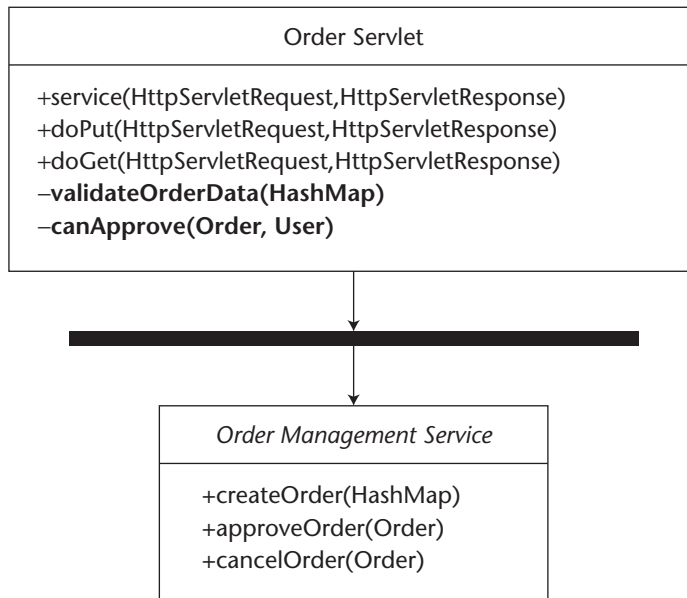 Order Servlet
+service(HttpServletRequest,HttpServletResponse)
+doPut(HttpServletRequest,HttpServletResponse)
+doGet(HttpServletRequest,HttpServletResponse)
–validateOrderData(HashMap)
–canApprove(Order, User)
Order Management Service
+createOrder(HashMap)
+approveOrder(Order)
+cancelOrder(Order)